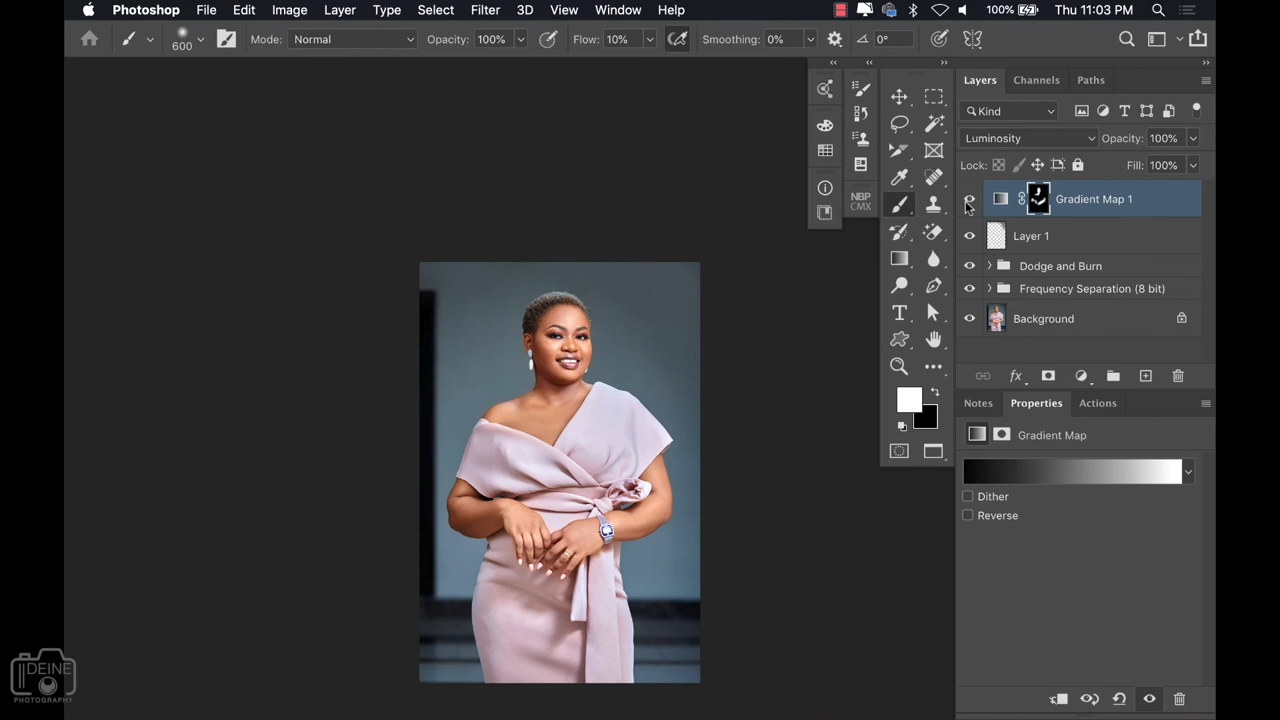 Photoshop File Edit Image Layer Type Select Filter 3D View Window Help 100% Thu 11:03 PM
600 Mode: Normal Opacity: 100% Flow: 10% Smoothing: 0% 0°
Layers Channels Paths
Kind
Luminosity Opacity: 100%
Lock: Fill: 100%
Gradient Map 1
NBP
CMX
Layer 1
Dodge and Burn
Frequency Separation (8 bit)
Background
fx
Notes Properties Actions
Gradient Map
Dither
Reverse
DEINE
PHOTOGRAPHY